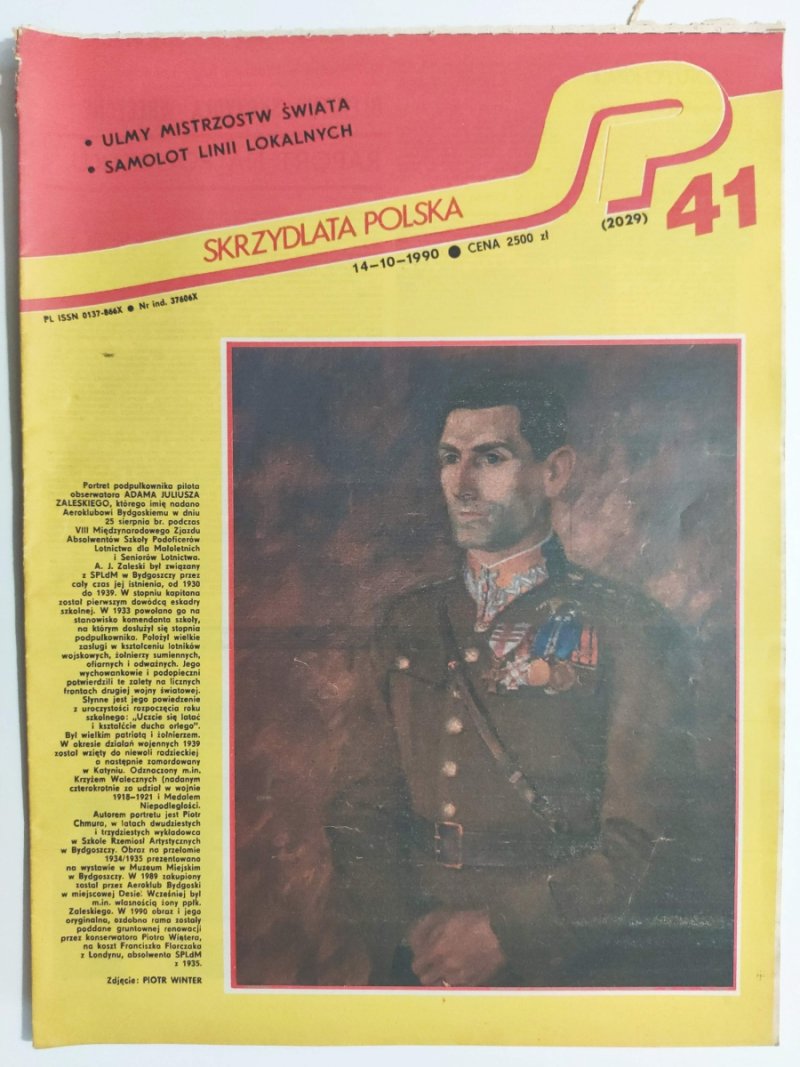 • ULMY MISTRZOSTW ŚWIATA
• SAMOLOT LINII LOKALNYCH
SP
SKRZYDLATA POLSKA
(2029)
41
14–10–1990 ● CENA 2500 zł
PL ISSN 0137-866X ● Nr ind. 37606X
Portret podpułkownika pilota
obserwatora ADAMA JULIUSZA
ZALESKIEGO, którego imię nadano
Aeroklubowi Bydgoskiemu w dniu
25 sierpnia br. podczas
VIII Międzynarodowego Zjazdu
Absolwentów Szkoły Podoficerów
Lotnictwa dla Małoletnich
i Seniorów Lotnictwa.
A. J. Zaleski był związany
z SPLdM w Bydgoszczy przez
cały czas jej istnienia, od 1930
do 1939. W stopniu kapitana
został pierwszym dowódcą eskadry
szkolnej. W 1933 powołano go na
stanowisko komendanta szkoły,
na którym dosłużył się stopnia
podpułkownika. Położył wielkie
zasługi w kształceniu lotników
wojskowych, żołnierzy sumiennych,
ofiarnych i odważnych. Jego
wychowankowie i podopieczni
potwierdzili te zalety na licznych
frontach drugiej wojny światowej.
Słynne jest jego powiedzenie
z uroczystości rozpoczęcia roku
szkolnego: „Uczcie się latać
i kształćcie ducha orlego".
Był wielkim patriotą i żołnierzem.
W okresie działań wojennych 1939
został wzięty do niewoli radzieckiej
a następnie zamordowany
w Katyniu. Odznaczony m.in.
Krzyżem Walecznych (nadanym
czterokrotnie za udział w wojnie
1918–1921 i Medalem
Niepodległości.
Autorem portretu jest Piotr
Chmura, w latach dwudziestych
i trzydziestych wykładowca
w Szkole Rzemiosł Artystycznych
w Bydgoszczy. Obraz na przełomie
1934/1935 prezentowano
na wystawie w Muzeum Miejskim
w Bydgoszczy. W 1989 zakupiony
został przez Aeroklub Bydgoski
w miejscowej Desie. Wcześniej był
m.in. własnością żony ppłk.
Zaleskiego. W 1990 obraz i jego
oryginalna, ozdobna rama zostały
poddane gruntownej renowacji
przez konserwatora Piotra Więtera,
na koszt Franciszka Florczaka
z Londynu, absolwenta SPLdM
z 1935.
Zdjęcie: PIOTR WINTER